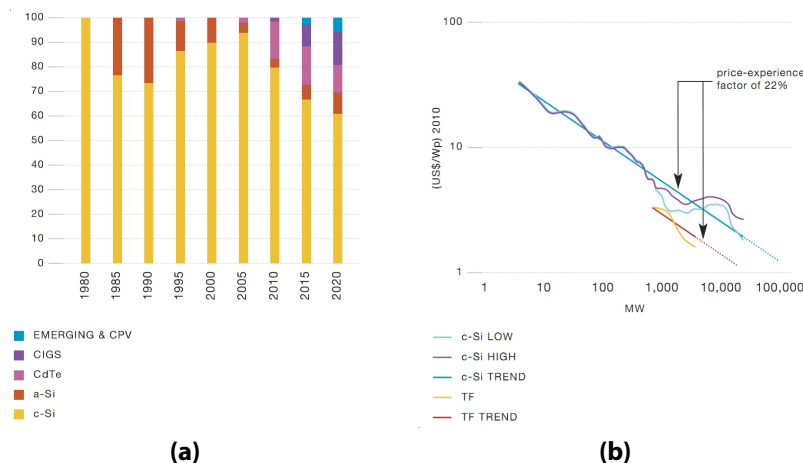 100
90
80
70
60
50
40
30
20
10
0
1980
1985
1990
1995
2000
2005
2010
2015
2020
EMERGING & CPV
CIGS
CdTe
a-Si
c-Si
(a)
(US$/Wp) 2010
100
10
1
price-experience
factor of 22%
1
10
100
1,000
10,000
100,000
MW
c-Si LOW
c-Si HIGH
c-Si TREND
TF
TF TREND
(b)